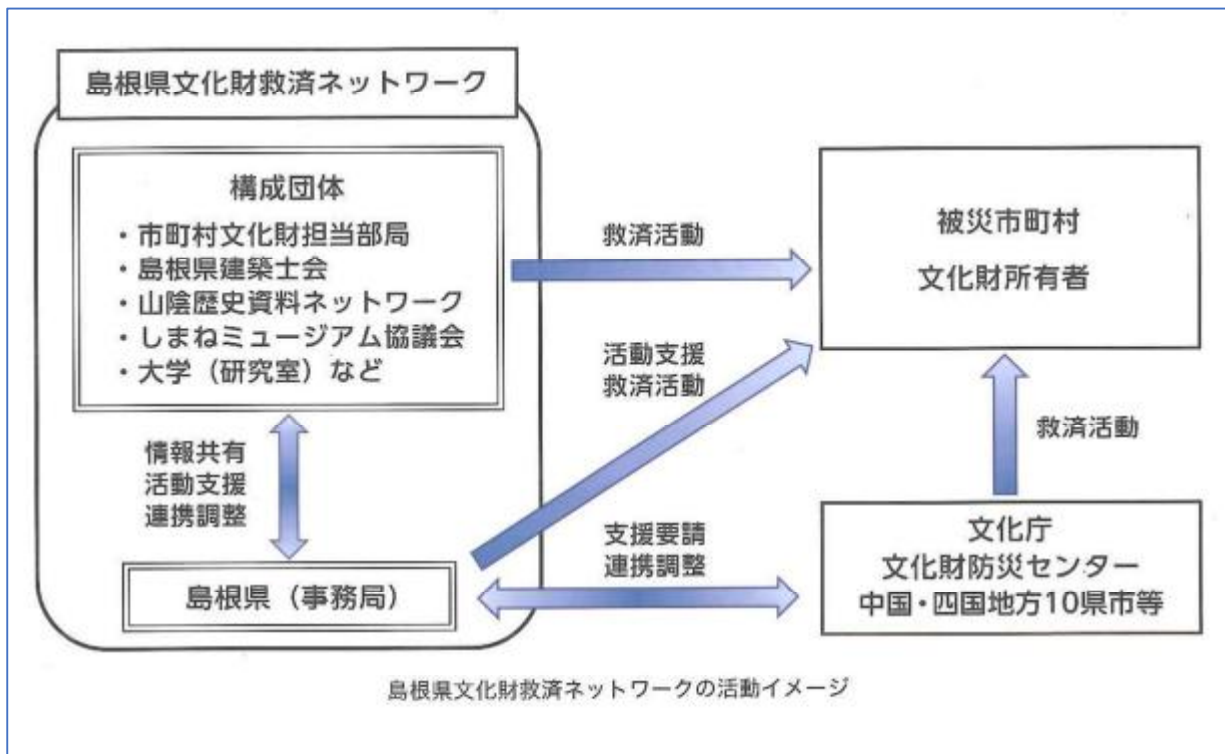 島根県文化財救済ネットワーク
構成団体
・市町村文化財担当部局
・島根県建築士会
・山陰歴史資料ネットワーク
・しまねミュージアム協議会
・大学（研究室）など
情報共有
活動支援
連携調整
島根県（事務局）
救済活動
活動支援
救済活動
支援要請
連携調整
被災市町村
文化財所有者
救済活動
文化庁
文化財防災センター
中国・四国地方10県市等
島根県文化財救済ネットワークの活動イメージ